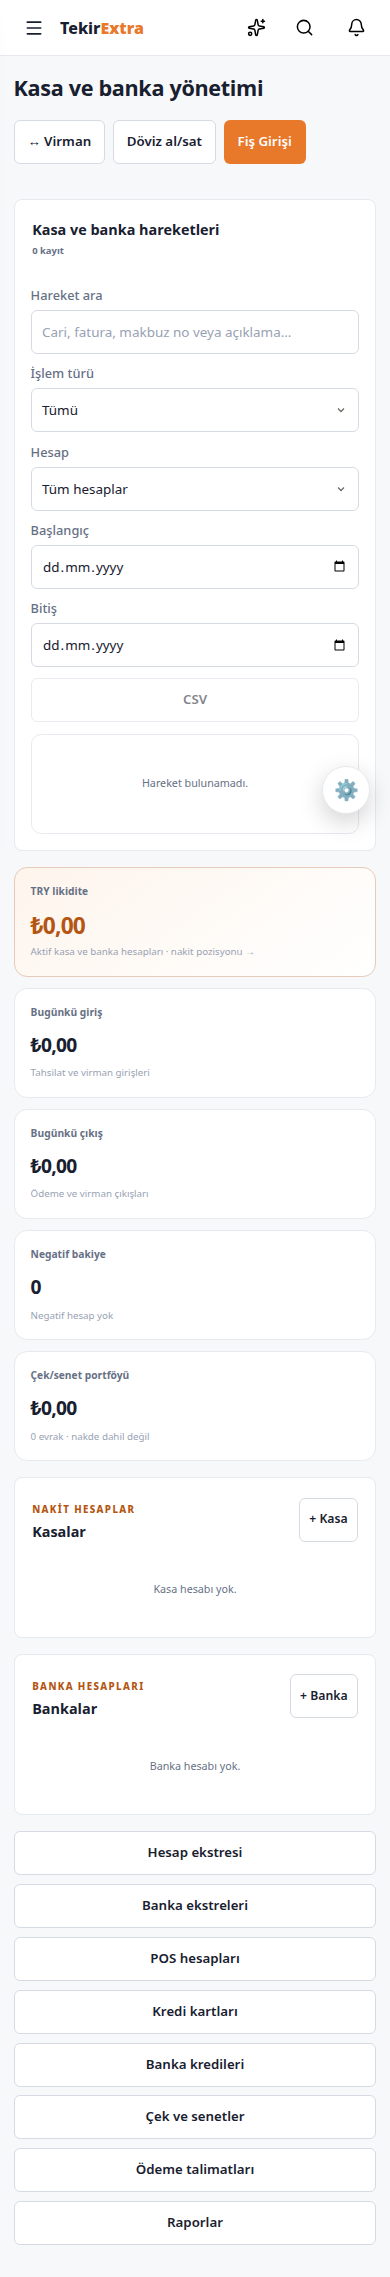 TekirExtra
Kasa ve banka yönetimi
↔ Virman
Döviz al/sat
Fiş Girişi
Kasa ve banka hareketleri
0 kayıt
Hareket ara
Cari, fatura, makbuz no veya açıklama...
İşlem türü
Tümü
Hesap
Tüm hesaplar
Başlangıç
dd.mm.yyyy
Bitiş
dd.mm.yyyy
CSV
Hareket bulunamadı.
TRY likidite
₺0,00
Aktif kasa ve banka hesapları · nakit pozisyonu →
Bugünkü giriş
₺0,00
Tahsilat ve virman girişleri
Bugünkü çıkış
₺0,00
Ödeme ve virman çıkışları
Negatif bakiye
0
Negatif hesap yok
Çek/senet portföyü
₺0,00
0 evrak · nakde dahil değil
NAKİT HESAPLAR
Kasalar
+ Kasa
Kasa hesabı yok.
BANKA HESAPLARI
Bankalar
+ Banka
Banka hesabı yok.
Hesap ekstresi
Banka ekstreleri
POS hesapları
Kredi kartları
Banka kredileri
Çek ve senetler
Ödeme talimatları
Raporlar